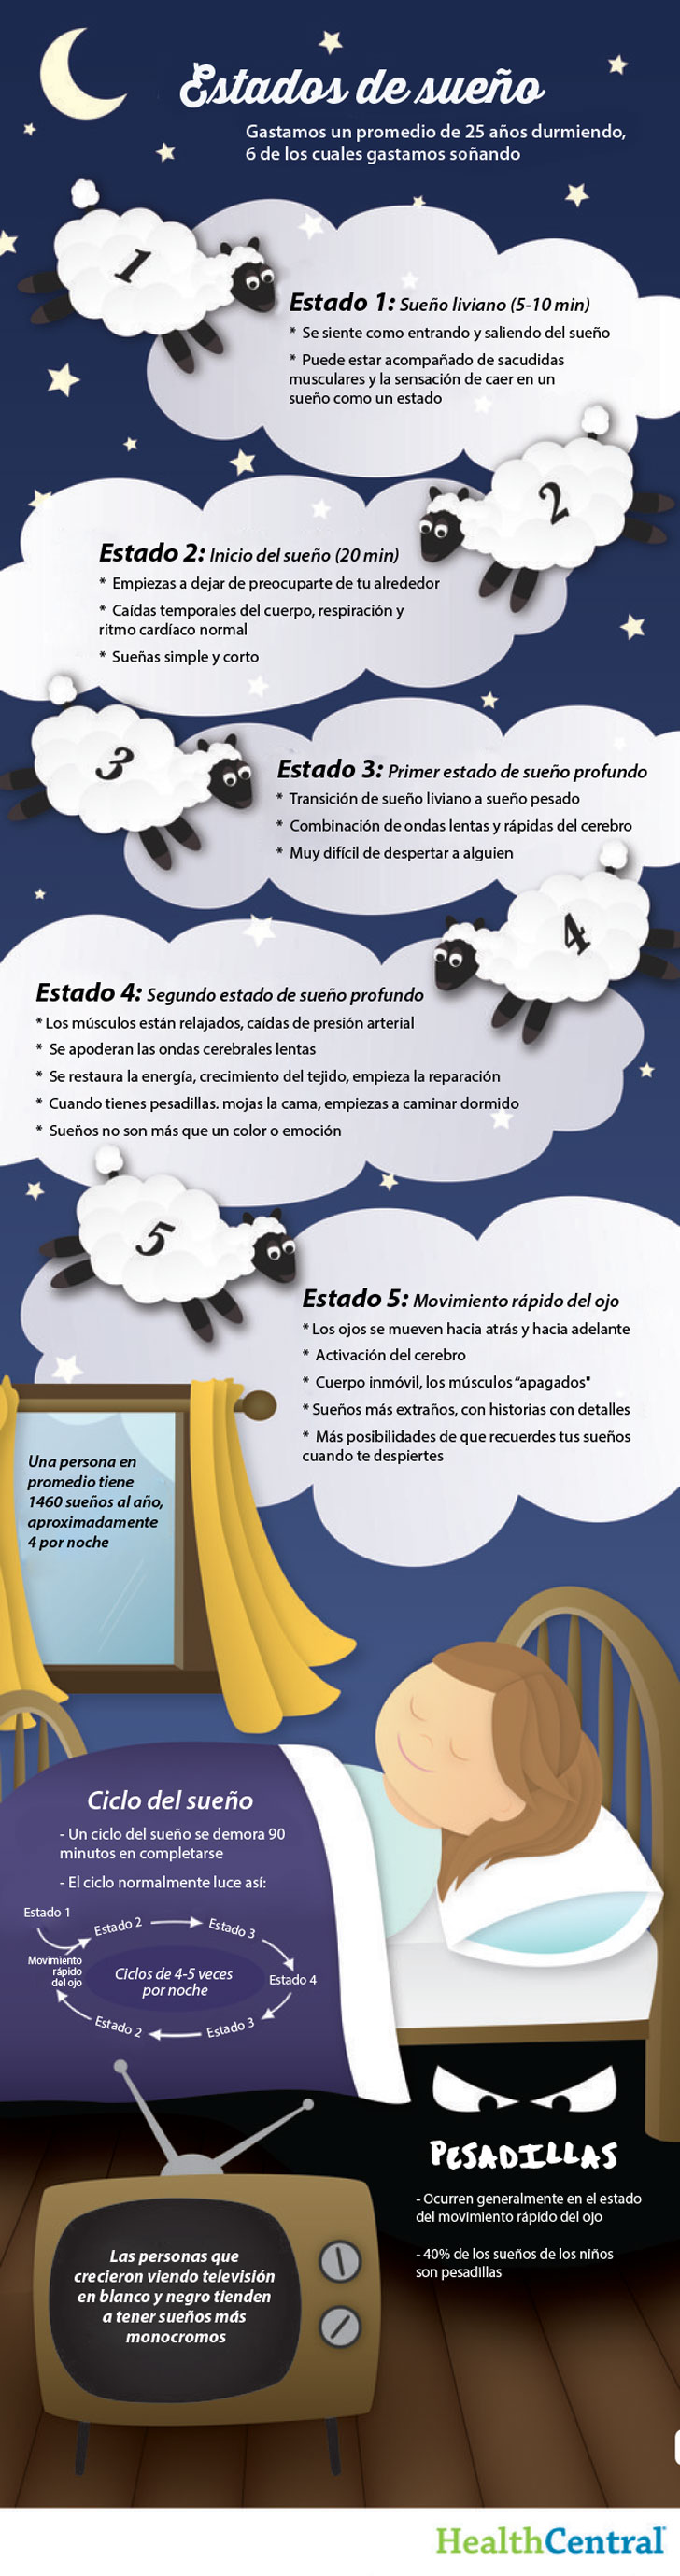 Estados de sueño
Gastamos un promedio de 25 años durmiendo,
6 de los cuales gastamos soñando
1
Estado 1: Sueño liviano (5-10 min)
* Se siente como entrando y saliendo del sueño
* Puede estar acompañado de sacudidas
musculares y la sensación de caer en un
sueño como un estado
2
Estado 2: Inicio del sueño (20 min)
* Empiezas a dejar de preocuparte de tu alrededor
* Caídas temporales del cuerpo, respiración y
ritmo cardíaco normal
* Sueñas simple y corto
3
Estado 3: Primer estado de sueño profundo
* Transición de sueño liviano a sueño pesado
* Combinación de ondas lentas y rápidas del cerebro
* Muy difícil de despertar a alguien
4
Estado 4: Segundo estado de sueño profundo
* Los músculos están relajados, caídas de presión arterial
* Se apoderan las ondas cerebrales lentas
* Se restaura la energía, crecimiento del tejido, empieza la reparación
* Cuando tienes pesadillas. mojas la cama, empiezas a caminar dormido
* Sueños no son más que un color o emoción
5
Estado 5: Movimiento rápido del ojo
* Los ojos se mueven hacia atrás y hacia adelante
* Activación del cerebro
* Cuerpo inmóvil, los músculos “apagados"
* Sueños más extraños, con historias con detalles
* Más posibilidades de que recuerdes tus sueños
cuando te despiertes
Una persona en
promedio tiene
1460 sueños al año,
aproximadamente
4 por noche
Ciclo del sueño
- Un ciclo del sueño se demora 90
minutos en completarse
- El ciclo normalmente luce así:
Estado 1
Estado 2
Estado 3
Estado 4
Estado 3
Estado 2
Movimiento
rápido
del ojo
Ciclos de 4-5 veces
por noche
PESADILLAS
- Ocurren generalmente en el estado
del movimiento rápido del ojo
- 40% de los sueños de los niños
son pesadillas
Las personas que
crecieron viendo televisión
en blanco y negro tienden
a tener sueños más
monocromos
HealthCentral